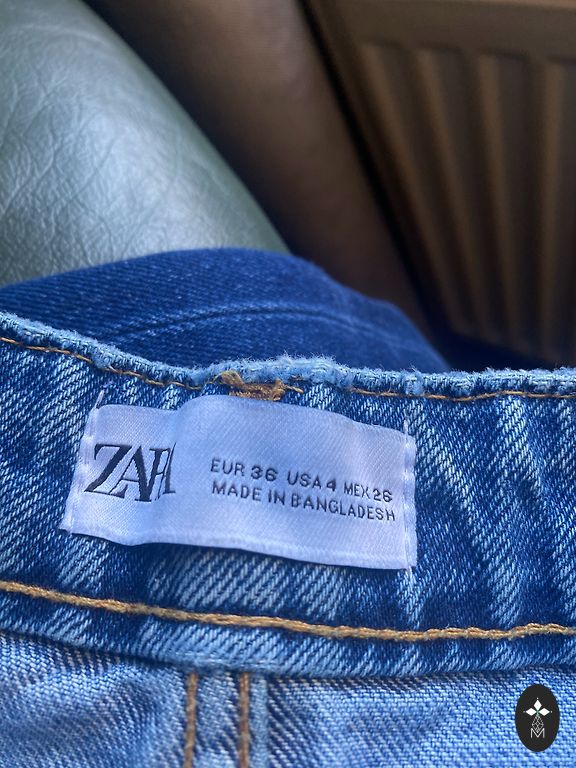 ZARA
EUR 36 USA 4 MEX 26
MADE IN BANGLADESH
M